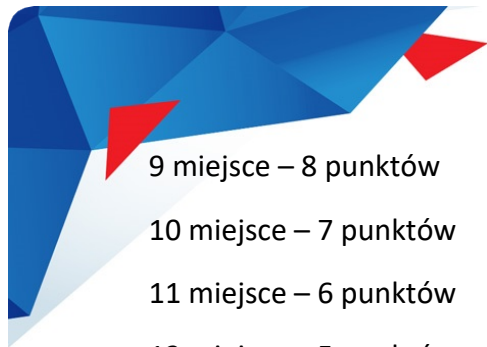 9 miejsce – 8 punktów
10 miejsce – 7 punktów
11 miejsce – 6 punktów